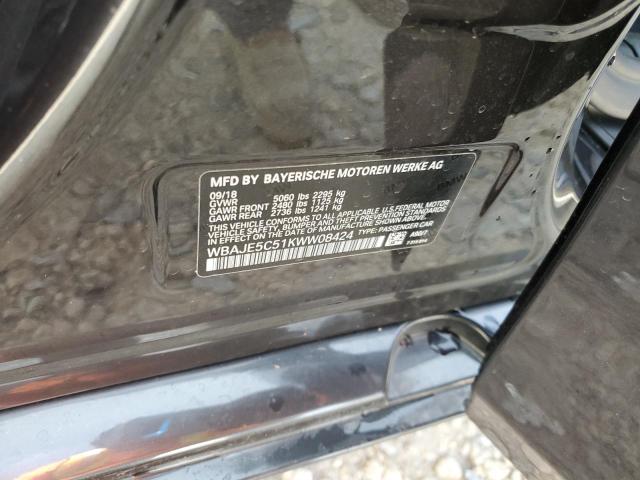 MFD BY BAYERISCHE MOTOREN WERKE AG
09/18
GVWR 5060 lbs 2295 kg
GAWR FRONT 2480 lbs 1125 kg
GAWR REAR 2736 lbs 1241 kg
THIS VEHICLE CONFORMS TO ALL APPLICABLE U.S. FEDERAL MOTOR
VEHICLE SAFETY, BUMPER AND THEFT PREVENTION STANDARDS
IN EFFECT ON THE DATE OF MANUFACTURE SHOWN ABOVE.
WBAJE5C51KWW08424 TYPE: PASSENGER CAR
A90/7